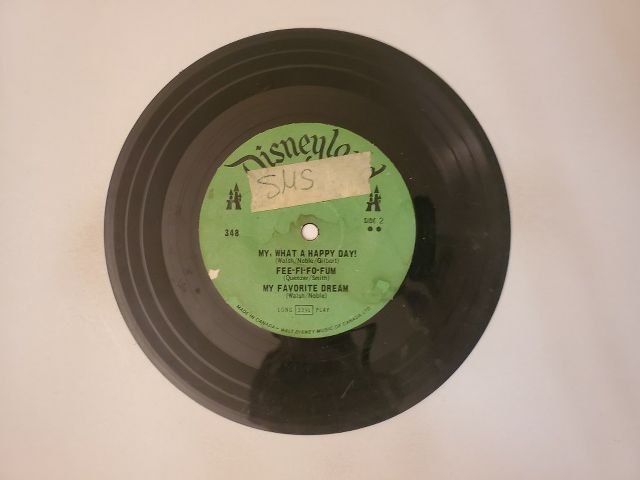 Disneyland
SMS
348
SIDE 2
MY, WHAT A HAPPY DAY!
(Walsh/Noble/Gilbert)
FEE-FI-FO-FUM
(Quenzer/Smith)
MY FAVORITE DREAM
(Walsh/Noble)
LONG 33⅓ PLAY
MADE IN CANADA - WALT DISNEY MUSIC OF CANADA LTD.